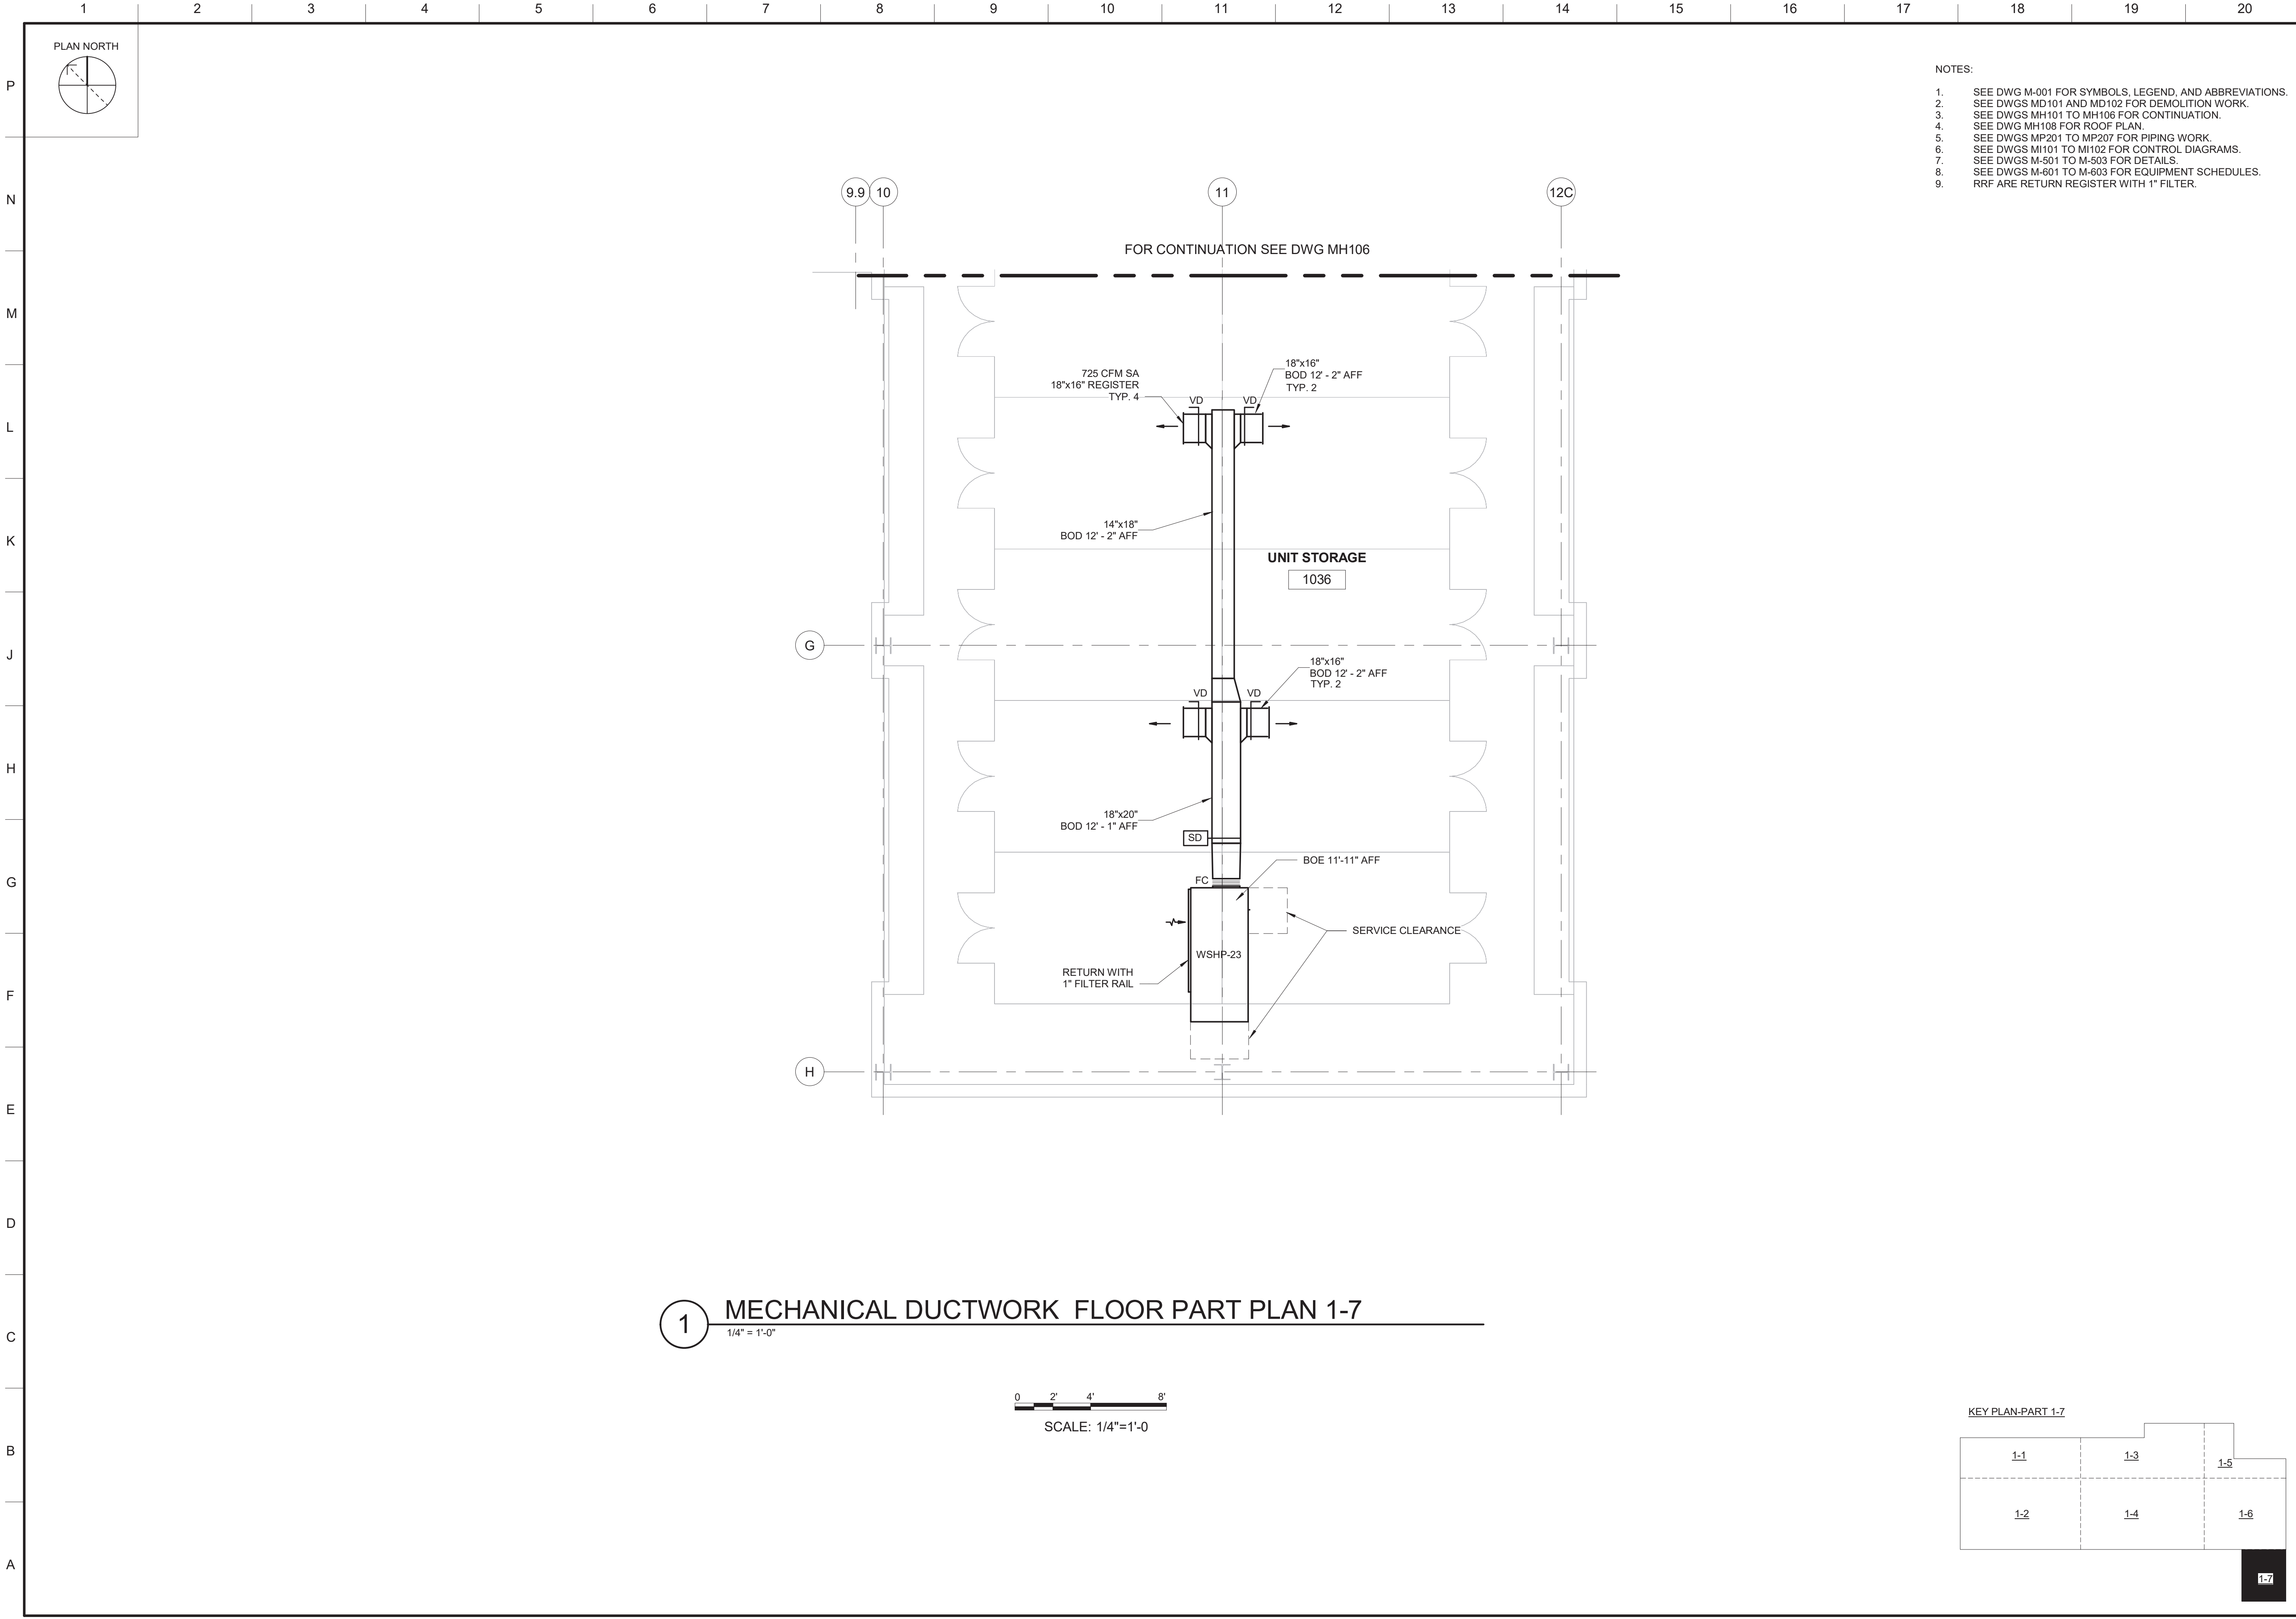 1 2 3 4 5 6 7 8 9 10 11 12 13 14 15 16 17 18 19 20
PLAN NORTH
P
N
M
L
K
J
H
G
F
E
D
C
B
A
NOTES:
1. SEE DWG M-001 FOR SYMBOLS, LEGEND, AND ABBREVIATIONS.
2. SEE DWGS MD101 AND MD102 FOR DEMOLITION WORK.
3. SEE DWGS MH101 TO MH106 FOR CONTINUATION.
4. SEE DWG MH108 FOR ROOF PLAN.
5. SEE DWGS MP201 TO MP207 FOR PIPING WORK.
6. SEE DWGS MI101 TO MI102 FOR CONTROL DIAGRAMS.
7. SEE DWGS M-501 TO M-503 FOR DETAILS.
8. SEE DWGS M-601 TO M-603 FOR EQUIPMENT SCHEDULES.
9. RRF ARE RETURN REGISTER WITH 1" FILTER.
9.9 10 11 12C
FOR CONTINUATION SEE DWG MH106
725 CFM SA
18"x16" REGISTER
TYP. 4
18"x16"
BOD 12' - 2" AFF
TYP. 2
VD VD
14"x18"
BOD 12' - 2" AFF
UNIT STORAGE
1036
G
18"x16"
BOD 12' - 2" AFF
TYP. 2
VD VD
18"x20"
BOD 12' - 1" AFF
SD
BOE 11'-11" AFF
FC
SERVICE CLEARANCE
WSHP-23
RETURN WITH
1" FILTER RAIL
H
1 MECHANICAL DUCTWORK FLOOR PART PLAN 1-7
1/4" = 1'-0"
0 2' 4' 8'
SCALE: 1/4"=1'-0
KEY PLAN-PART 1-7
1-1 1-3 1-5
1-2 1-4 1-6
1-7